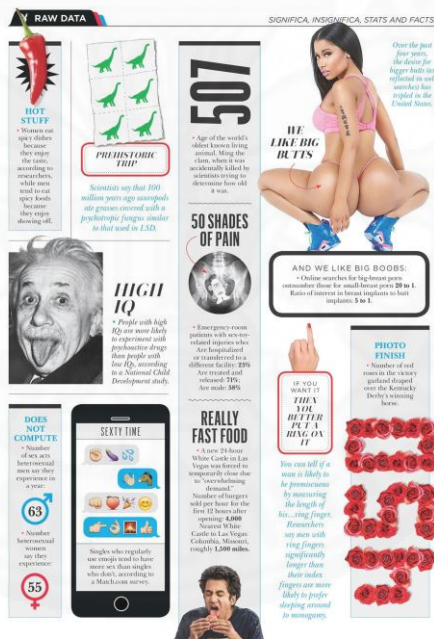 RAW DATA
SIGNIFICA, INSIGNIFICA, STATS AND FACTS
HOT
STUFF
• Women eat
spicy dishes
because
they enjoy
the taste,
according to
researchers,
while men
tend to eat
spicy foods
because
they enjoy
showing off.
PREHISTORIC
TRIP
Scientists say that 100
million years ago sauropods
ate grasses covered with a
psychotropic fungus similar
to that used in LSD.
507
• Age of the world's
oldest known living
animal. Ming the
clam, when it was
accidentally killed by
scientists trying to
determine how old
it was.
Over the past
four years,
the desire for
bigger butts (as
reflected in web
searches) has
tripled in the
United States.
WE
LIKE BIG
BUTTS
AND WE LIKE BIG BOOBS:
• Online searches for big-breast porn
outnumber those for small-breast porn 20 to 1.
Ratio of interest in breast implants to butt
implants: 5 to 1.
HIGH
IQ
• People with high
IQs are more likely
to experiment with
psychoactive drugs
than people with
low IQs, according
to a National Child
Development study.
50 SHADES
OF PAIN
• Emergency-room
patients with sex-toy-
related injuries who
Are hospitalized
or transferred to a
different facility: 25%
Are treated and
released: 71%;
Are male: 58%
DOES
NOT
COMPUTE
• Number
of sex acts
heterosexual
men say they
experience in
a year:
63
• Number
heterosexual
women
say they
experience:
55
SEXTY TIME
Singles who regularly
use emojis tend to have
more sex than singles
who don't, according to
a Match.com survey.
REALLY
FAST FOOD
• A new 24-hour
White Castle in Las
Vegas was forced to
temporarily close due
to "overwhelming
demand."
Number of burgers
sold per hour for the
first 12 hours after
opening: 4,000
Nearest White
Castle to Las Vegas:
Columbia, Missouri,
roughly 1,500 miles.
IF YOU
WANT IT
THEN
YOU
BETTER
PUT A
RING ON
IT
You can tell if a
man is likely to
be promiscuous
by measuring
the length of
his...ring finger.
Researchers
say men with
ring fingers
significantly
longer than
their index
fingers are more
likely to prefer
sleeping around
to monogamy.
PHOTO
FINISH
• Number of red
roses in the victory
garland draped
over the Kentucky
Derby's winning
horse.